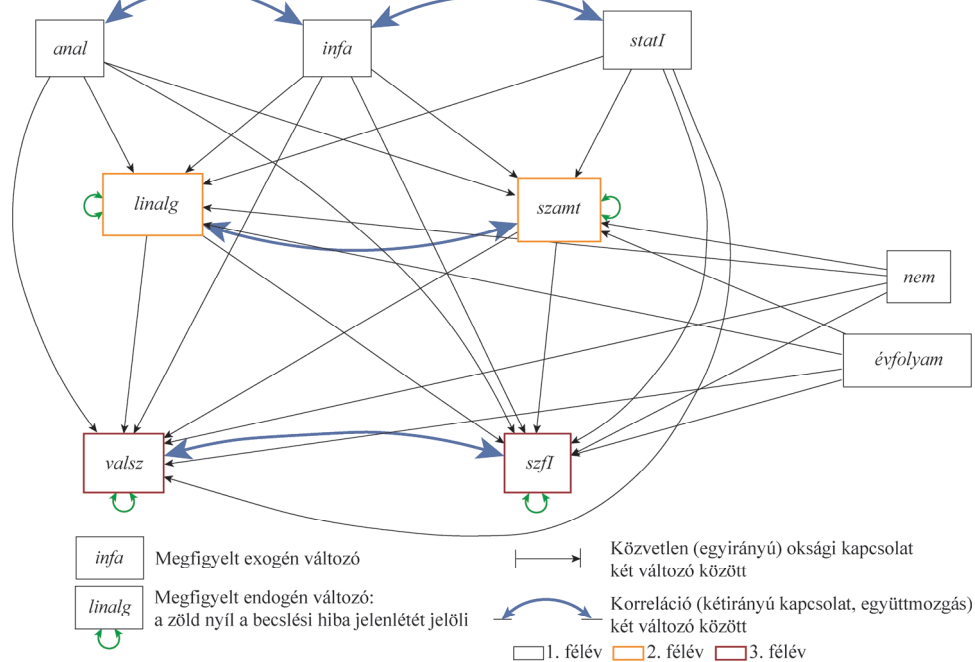 anal
infa
statI
linalg
szamt
nem
évfolyam
valsz
szfI
infa
Megfigyelt exogén változó
linalg
Megfigyelt endogén változó:
a zöld nyíl a becslési hiba jelenlétét jelöli
Közvetlen (egyirányú) oksági kapcsolat
két változó között
Korreláció (kétirányú kapcsolat, együttmozgás)
két változó között
1. félév 2. félév 3. félév